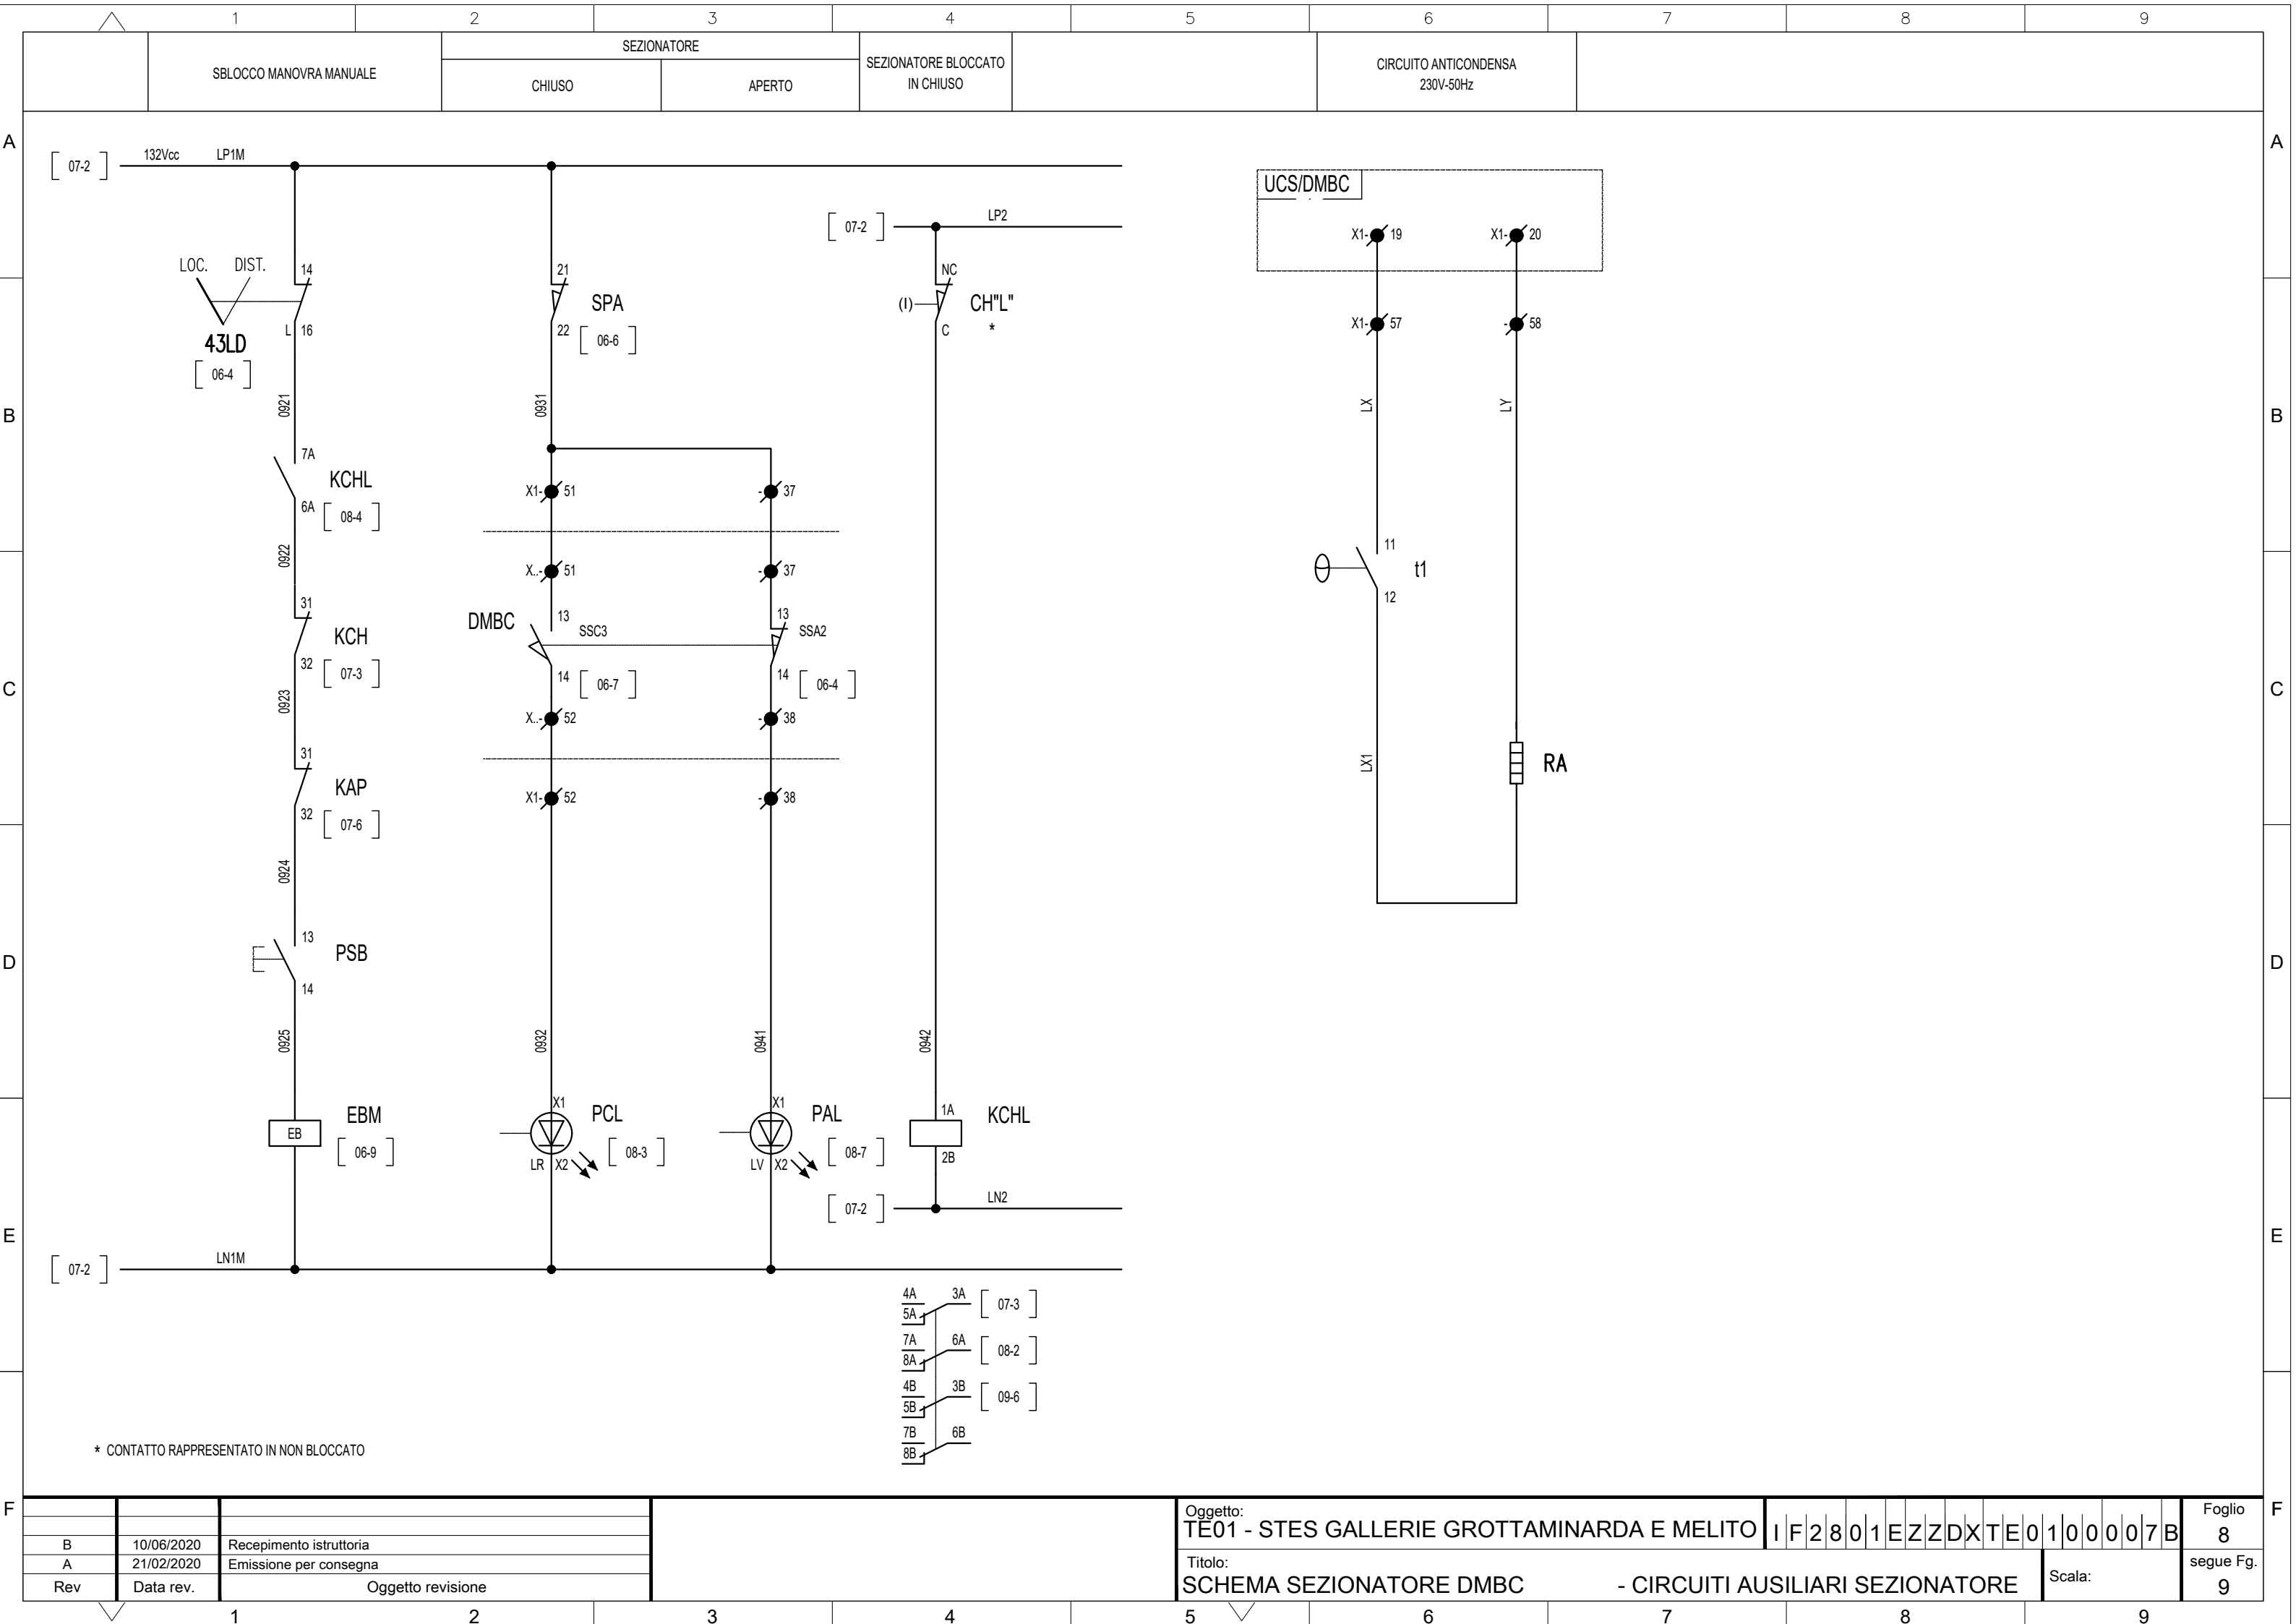 1 2 3 4 5 6 7 8 9
SBLOCCO MANOVRA MANUALE
SEZIONATORE
CHIUSO
APERTO
SEZIONATORE BLOCCATO
IN CHIUSO
CIRCUITO ANTICONDENSA
230V-50Hz
A
A
07-2
132Vcc
LP1M
07-2
LP2
UCS/DMBC
X1-
19
X1-
20
LOC.
DIST.
14
L
16
43LD
06-4
21
SPA
22
06-6
NC
(I)
CH"L"
C
*
X1-
57
-
58
B
B
0921
0931
LX
LY
7A
KCHL
6A
08-4
X1-
51
-
37
0922
X..-
51
-
37
11
t1
12
31
KCH
32
07-3
DMBC
13
SSC3
14
06-7
13
SSA2
14
06-4
C
C
0923
X..-
52
-
38
31
KAP
32
07-6
X1-
52
-
38
LX1
RA
0924
13
PSB
14
D
D
0925
0932
0941
0942
EB
EBM
06-9
X1
PCL
LR
X2
08-3
X1
PAL
LV
X2
08-7
1A
KCHL
2B
07-2
LN2
E
E
07-2
LN1M
4A
3A
07-3
5A
7A
6A
08-2
8A
4B
3B
09-6
5B
7B
6B
8B
* CONTATTO RAPPRESENTATO IN NON BLOCCATO
F
F
B 10/06/2020 Recepimento istruttoria
A 21/02/2020 Emissione per consegna
Rev Data rev. Oggetto revisione
Oggetto:
TE01 - STES GALLERIE GROTTAMINARDA E MELITO
IF2801EZZDXTE0100007B
Foglio
8
Titolo:
SCHEMA SEZIONATORE DMBC - CIRCUITI AUSILIARI SEZIONATORE
Scala:
segue Fg.
9
1 2 3 4 5 6 7 8 9